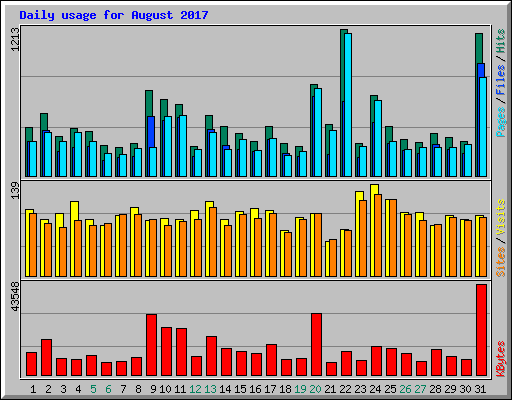 Daily usage for August 2017
1213
Pages / Files / Hits
139
Sites / Visits
43548
KBytes
1 2 3 4 5 6 7 8 9 10 11 12 13 14 15 16 17 18 19 20 21 22 23 24 25 26 27 28 29 30 31